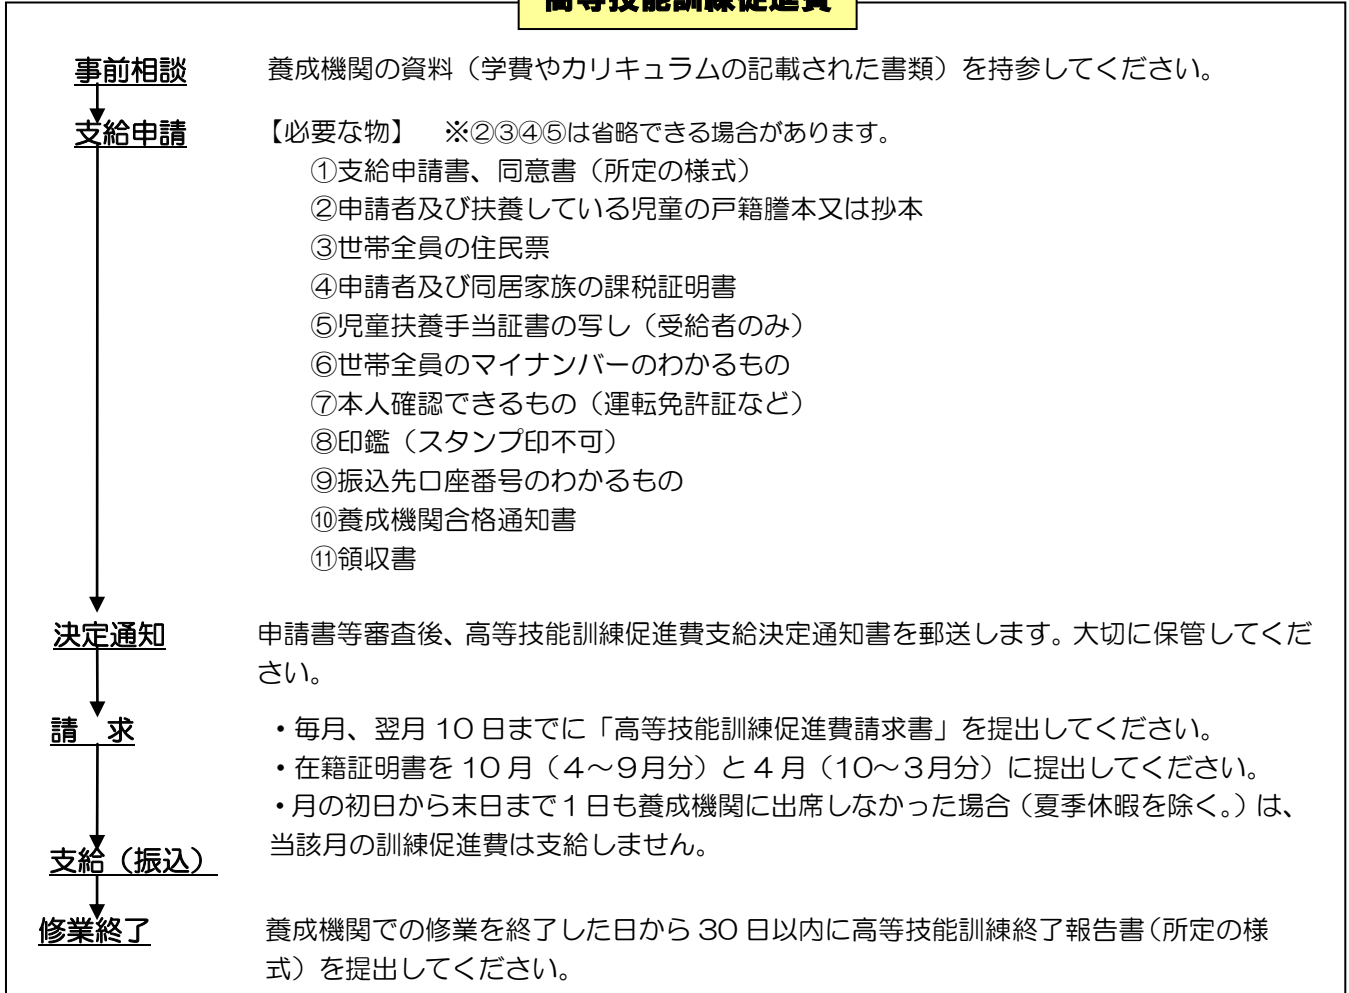 高等技能訓練促進費
事前相談　養成機関の資料（学費やカリキュラムの記載された書類）を持参してください。
支給申請　【必要な物】　※②③④⑤は省略できる場合があります。
①支給申請書、同意書（所定の様式）
②申請者及び扶養している児童の戸籍謄本又は抄本
③世帯全員の住民票
④申請者及び同居家族の課税証明書
⑤児童扶養手当証書の写し（受給者のみ）
⑥世帯全員のマイナンバーのわかるもの
⑦本人確認できるもの（運転免許証など）
⑧印鑑（スタンプ印不可）
⑨振込先口座番号のわかるもの
⑩養成機関合格通知書
⑪領収書
決定通知　申請書等審査後、高等技能訓練促進費支給決定通知書を郵送します。大切に保管してくだ
さい。
請　求　・毎月、翌月 10 日までに「高等技能訓練促進費請求書」を提出してください。
・在籍証明書を 10 月（4～9月分）と 4 月（10～3月分）に提出してください。
・月の初日から末日まで 1 日も養成機関に出席しなかった場合（夏季休暇を除く。）は、
当該月の訓練促進費は支給しません。
支給（振込）
修業終了　養成機関での修業を終了した日から 30 日以内に高等技能訓練終了報告書（所定の様
式）を提出してください。